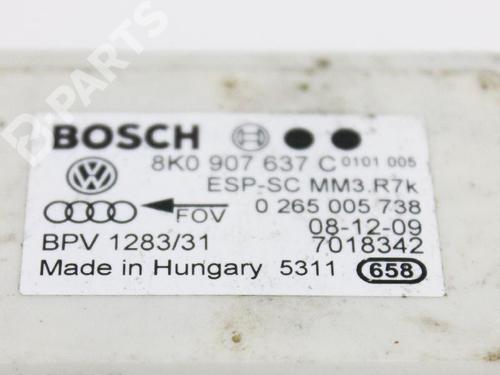 B-PARTS
BOSCH
8K0 907 637 C 0101 005
ESP-SC MM3.R7k
FOV 0 265 005 738
08-12-09
BPV 1283/31 7018342
Made in Hungary 5311 658